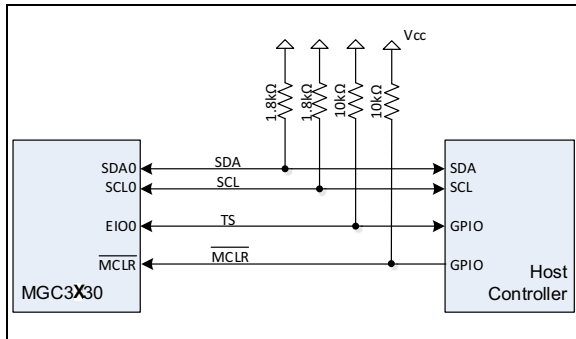 Vcc
1.8kΩ
1.8kΩ
10kΩ
10kΩ
SDA0
SDA
SDA
SCL0
SCL
SCL
EIO0
TS
GPIO
MCLR
MCLR
GPIO
MGC3X30
Host
Controller